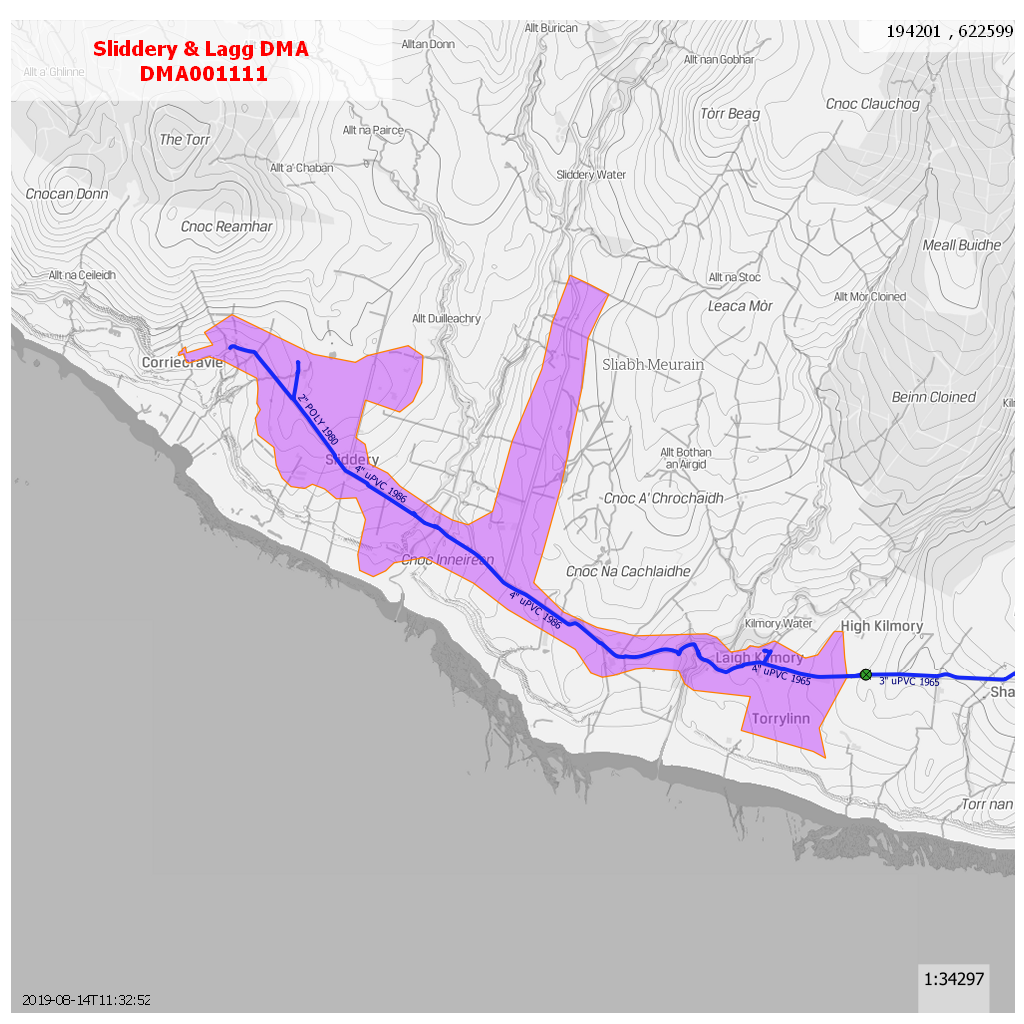 Sliddery & Lagg DMA
DMA001111
194201 , 622599
Allt Burican
Alltan Donn
Allt nan Gobhar
Allt a' Ghlinne
Cnoc Clauchog
Tòrr Beag
Allt na Pairce
The Torr
Allt a' Chaban
Sliddery Water
Cnocan Donn
Cnoc Reamhar
Meall Buidhe
Allt na Ceileidh
Allt na Stoc
Allt Mòr Cloined
Leaca Mòr
Allt Duilleachry
Corriecravie
Sliabh Meurain
Beinn Cloined
2" POLY 1980
Sliddery
Allt Bothan
an Airgid
4" uPVC 1986
Cnoc A' Chrochaidh
Cnoc Inneirean
Cnoc Na Cachlaidhe
4" uPVC 1986
Kilmory Water
High Kilmory
Laigh Kilmory
4" uPVC 1965
3" uPVC 1965
Sha
Torrylinn
Torr nan
1:34297
2019-08-14T11:32:52